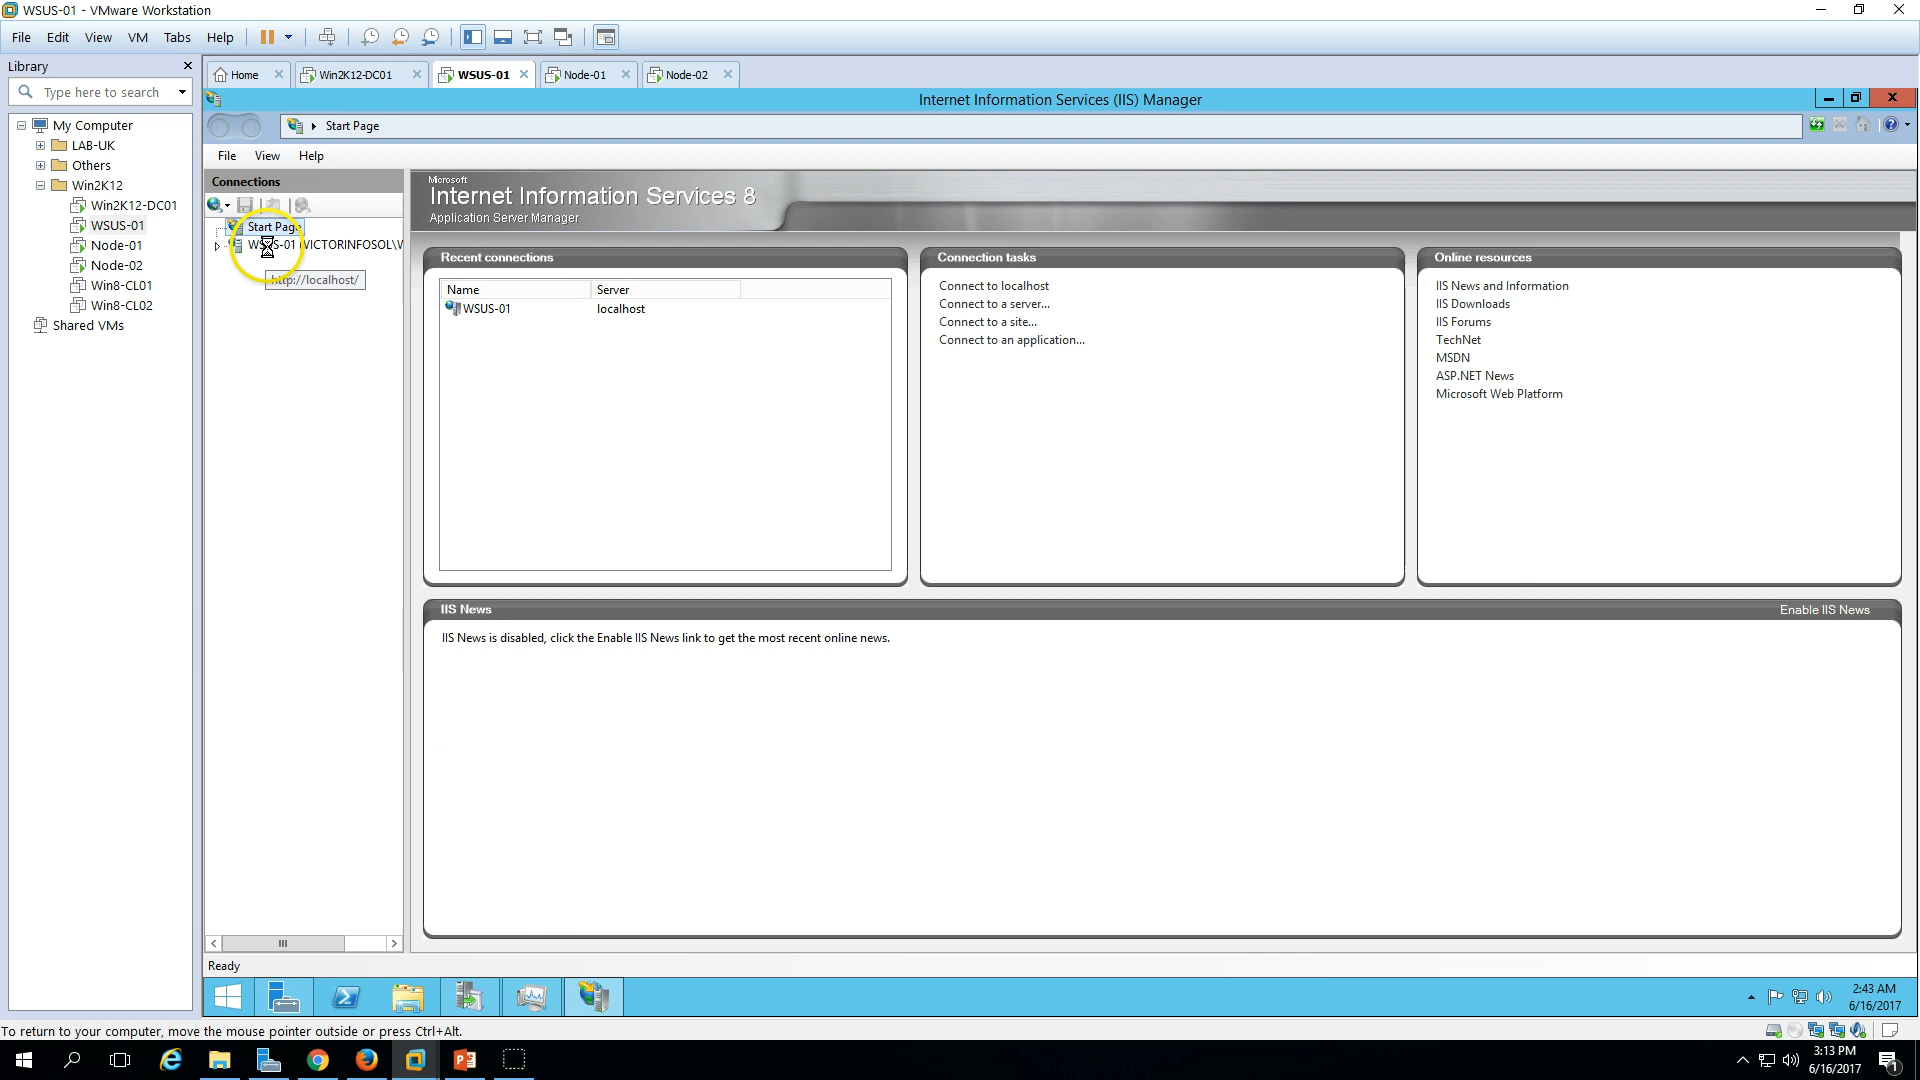 WSUS-01 - VMware Workstation
File Edit View VM Tabs Help
Library
Type here to search
My Computer
LAB-UK
Others
Win2K12
Win2K12-DC01
WSUS-01
Node-01
Node-02
Win8-CL01
Win8-CL02
Shared VMs
Home Win2K12-DC01 WSUS-01 Node-01 Node-02
Internet Information Services (IIS) Manager
Start Page
File View Help
Connections
Start Page
WSUS-01 (VICTORINFOSOL\W
http://localhost/
Microsoft
Internet Information Services 8
Application Server Manager
Recent connections
Name Server
WSUS-01 localhost
Connection tasks
Connect to localhost
Connect to a server...
Connect to a site...
Connect to an application...
Online resources
IIS News and Information
IIS Downloads
IIS Forums
TechNet
MSDN
ASP.NET News
Microsoft Web Platform
IIS News Enable IIS News
IIS News is disabled, click the Enable IIS News link to get the most recent online news.
Ready
2:43 AM
6/16/2017
To return to your computer, move the mouse pointer outside or press Ctrl+Alt.
3:13 PM
6/16/2017
1